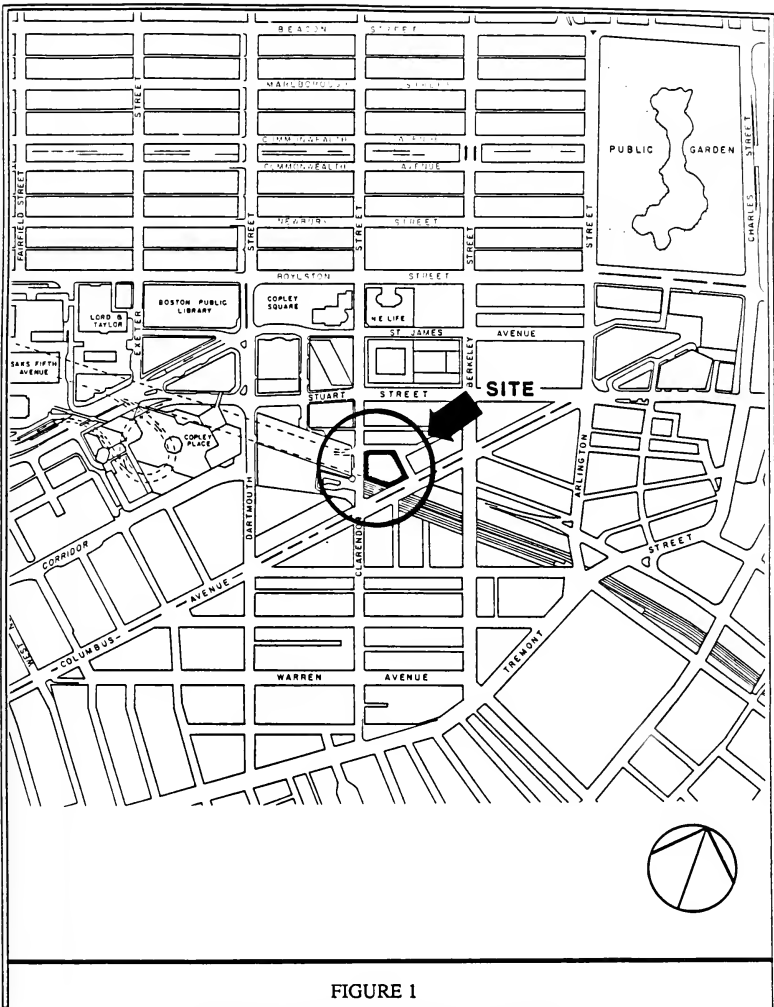 BEACON STREET
MARLBOROUGH STREET
STREET
COMMONWEALTH AVENUE
COMMONWEALTH AVENUE
PUBLIC GARDEN
CHARLES STREET
FAIRFIELD STREET
STREET
STREET
STREET
STREET
NEWBURY STREET
BOYLSTON STREET
LORD &
TAYLOR
EXETER
BOSTON PUBLIC
LIBRARY
COPLEY
SQUARE
N E LIFE
ST. JAMES AVENUE
SAKS FIFTH
AVENUE
BERKELEY
STUART STREET
SITE
COPLEY
PLACE
DARTMOUTH
CLARENDON
ARLINGTON
STREET
CORRIDOR
COLUMBUS AVENUE
WEST
TREMONT
WARREN AVENUE
FIGURE 1